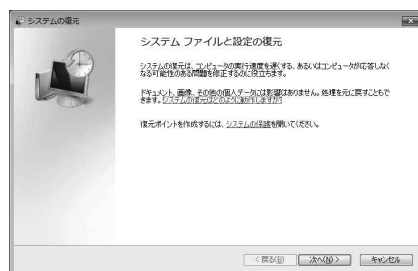 システムの復元
システム ファイルと設定の復元
システムの復元は、コンピュータの実行速度を遅くする、あるいはコンピュータが応答しなく
なる可能性のある問題を修正するのに役立ちます。
ドキュメント、画像、その他の個人データには影響はありません。処理を元に戻すこともで
きます。システムの復元はどのように動作しますか?
復元ポイントを作成するには、システムの保護を開いてください。
< 戻る(B) 次へ(N) > キャンセル